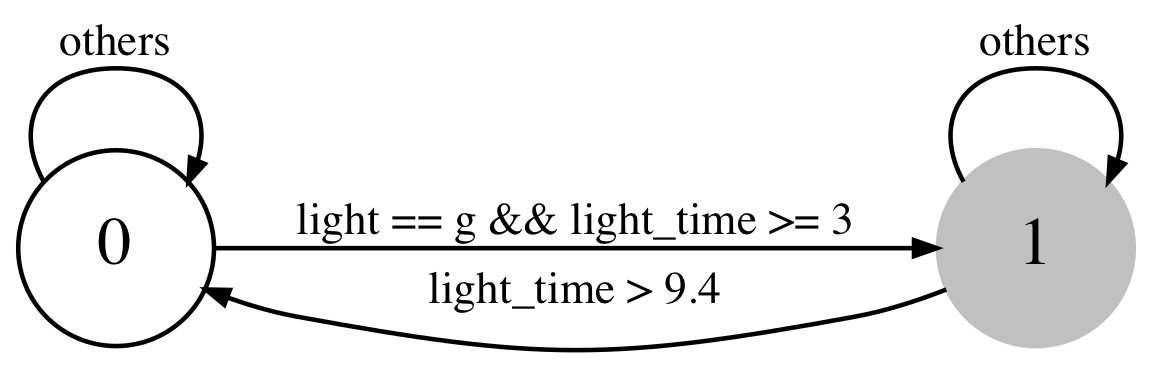 others
others
light == g && light_time >= 3
0
1
light_time > 9.4